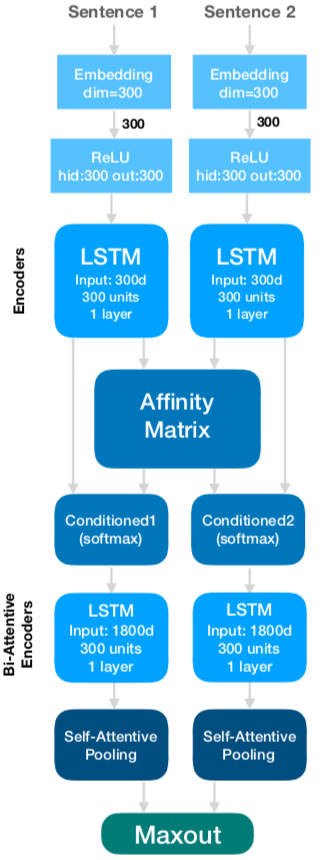 Sentence 1
Sentence 2
Embedding
dim=300
Embedding
dim=300
300
300
ReLU
hid:300 out:300
ReLU
hid:300 out:300
Encoders
LSTM
Input: 300d
300 units
1 layer
LSTM
Input: 300d
300 units
1 layer
Affinity
Matrix
Conditioned1
(softmax)
Conditioned2
(softmax)
Bi-Attentive
Encoders
LSTM
Input: 1800d
300 units
1 layer
LSTM
Input: 1800d
300 units
1 layer
Self-Attentive
Pooling
Self-Attentive
Pooling
Maxout